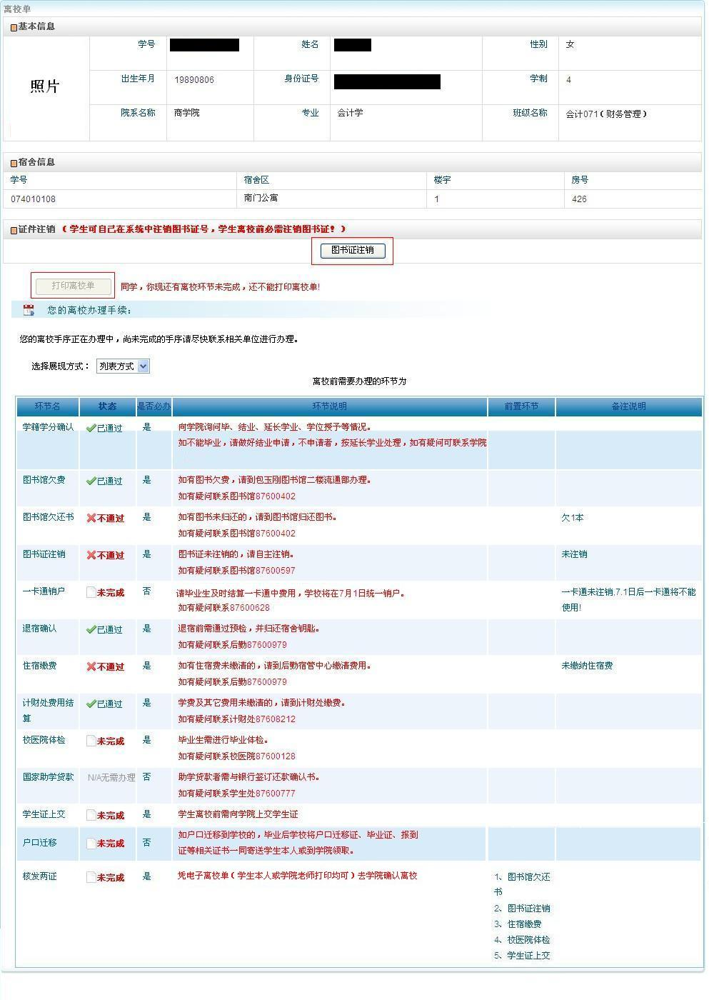 离校单
基本信息
照片
学号 姓名 性别 女
出生年月 19890806 身份证号 学制 4
院系名称 商学院 专业 会计学 班级名称 会计071(财务管理)
宿舍信息
学号 宿舍区 楼宇 房号
074010108 南门公寓 1 426
证件注销 (学生可自己在系统中注销图书证号,学生离校前必需注销图书证!)
图书证注销
打印离校单 同学,你现还有离校环节未完成,还不能打印离校单!
您的离校办理手续:
您的离校手序正在办理中,尚未完成的手序请尽快联系相关单位进行办理。
选择展现方式: 列表方式
离校前需要办理的环节为
环节名 状态 是否必办 环节说明 前置环节 备注说明
学籍学分确认 已通过 是 向学院询问毕、结业、延长学业、学位授予等情况。
如不能毕业,请做好结业申请,不申请者,按延长学业处理,如有疑问可联系学院
图书馆欠费 已通过 是 如有图书欠费,请到包玉刚图书馆二楼流通部办理。
如有疑问联系图书馆87600402
图书馆欠还书 不通过 是 如有图书未归还的,请到图书馆归还图书。 欠1本
如有疑问联系图书馆87600402
图书证注销 不通过 是 图书证未注销的,请自主注销。 未注销
如有疑问联系图书馆87600597
一卡通销户 未完成 否 请毕业生及时结算一卡通中费用,学校将在7月1日统一销户。 一卡通未注销,7.1日后一卡通将不能
如有疑问联系87600628 使用!
退宿确认 已通过 是 退宿前需通过预检,并归还宿舍钥匙。
如有疑问联系后勤87600979
住宿缴费 不通过 是 如有住宿费未缴清的,请到后勤宿管中心缴清费用。 未缴纳住宿费
如有疑问联系后勤87600979
计财处费用结 已通过 是 学费及其它费用未缴清的,请到计财处缴费。
算 如有疑问联系计财处87608212
校医院体检 未完成 是 毕业生需进行毕业体检。
如有疑问联系校医院87600128
国家助学贷款 N/A无需办理 否 助学贷款者需与银行签订还款确认书。
如有疑问联系学生处87600777
学生证上交 未完成 是 学生离校前需向学院上交学生证
户口迁移 未完成 否 如户口迁移到学校的,毕业后学校将户口迁移证、毕业证、报到
证等相关证书一同寄送学生本人或到学院领取。
核发两证 未完成 是 凭电子离校单(学生本人或学院老师打印均可)去学院确认离校 1、图书馆欠还
书
2、图书证注销
3、住宿缴费
4、校医院体检
5、学生证上交